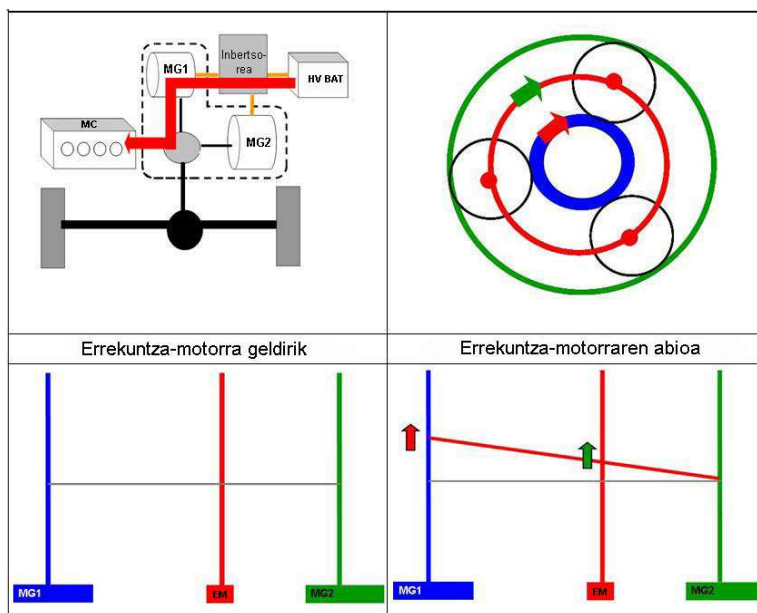 Inbertso-
rea
MG1
HV BAT
MC
MG2
Errekuntza-motorra geldirik
Errekuntza-motorraren abioa
MG1
EM
MG2
MG1
EM
MG2